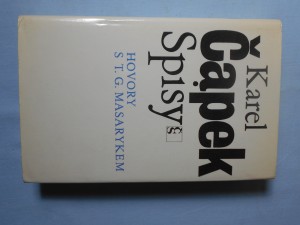 Karel
Čapek
Spisy
HOVORY
S T. G. MASARYKEM